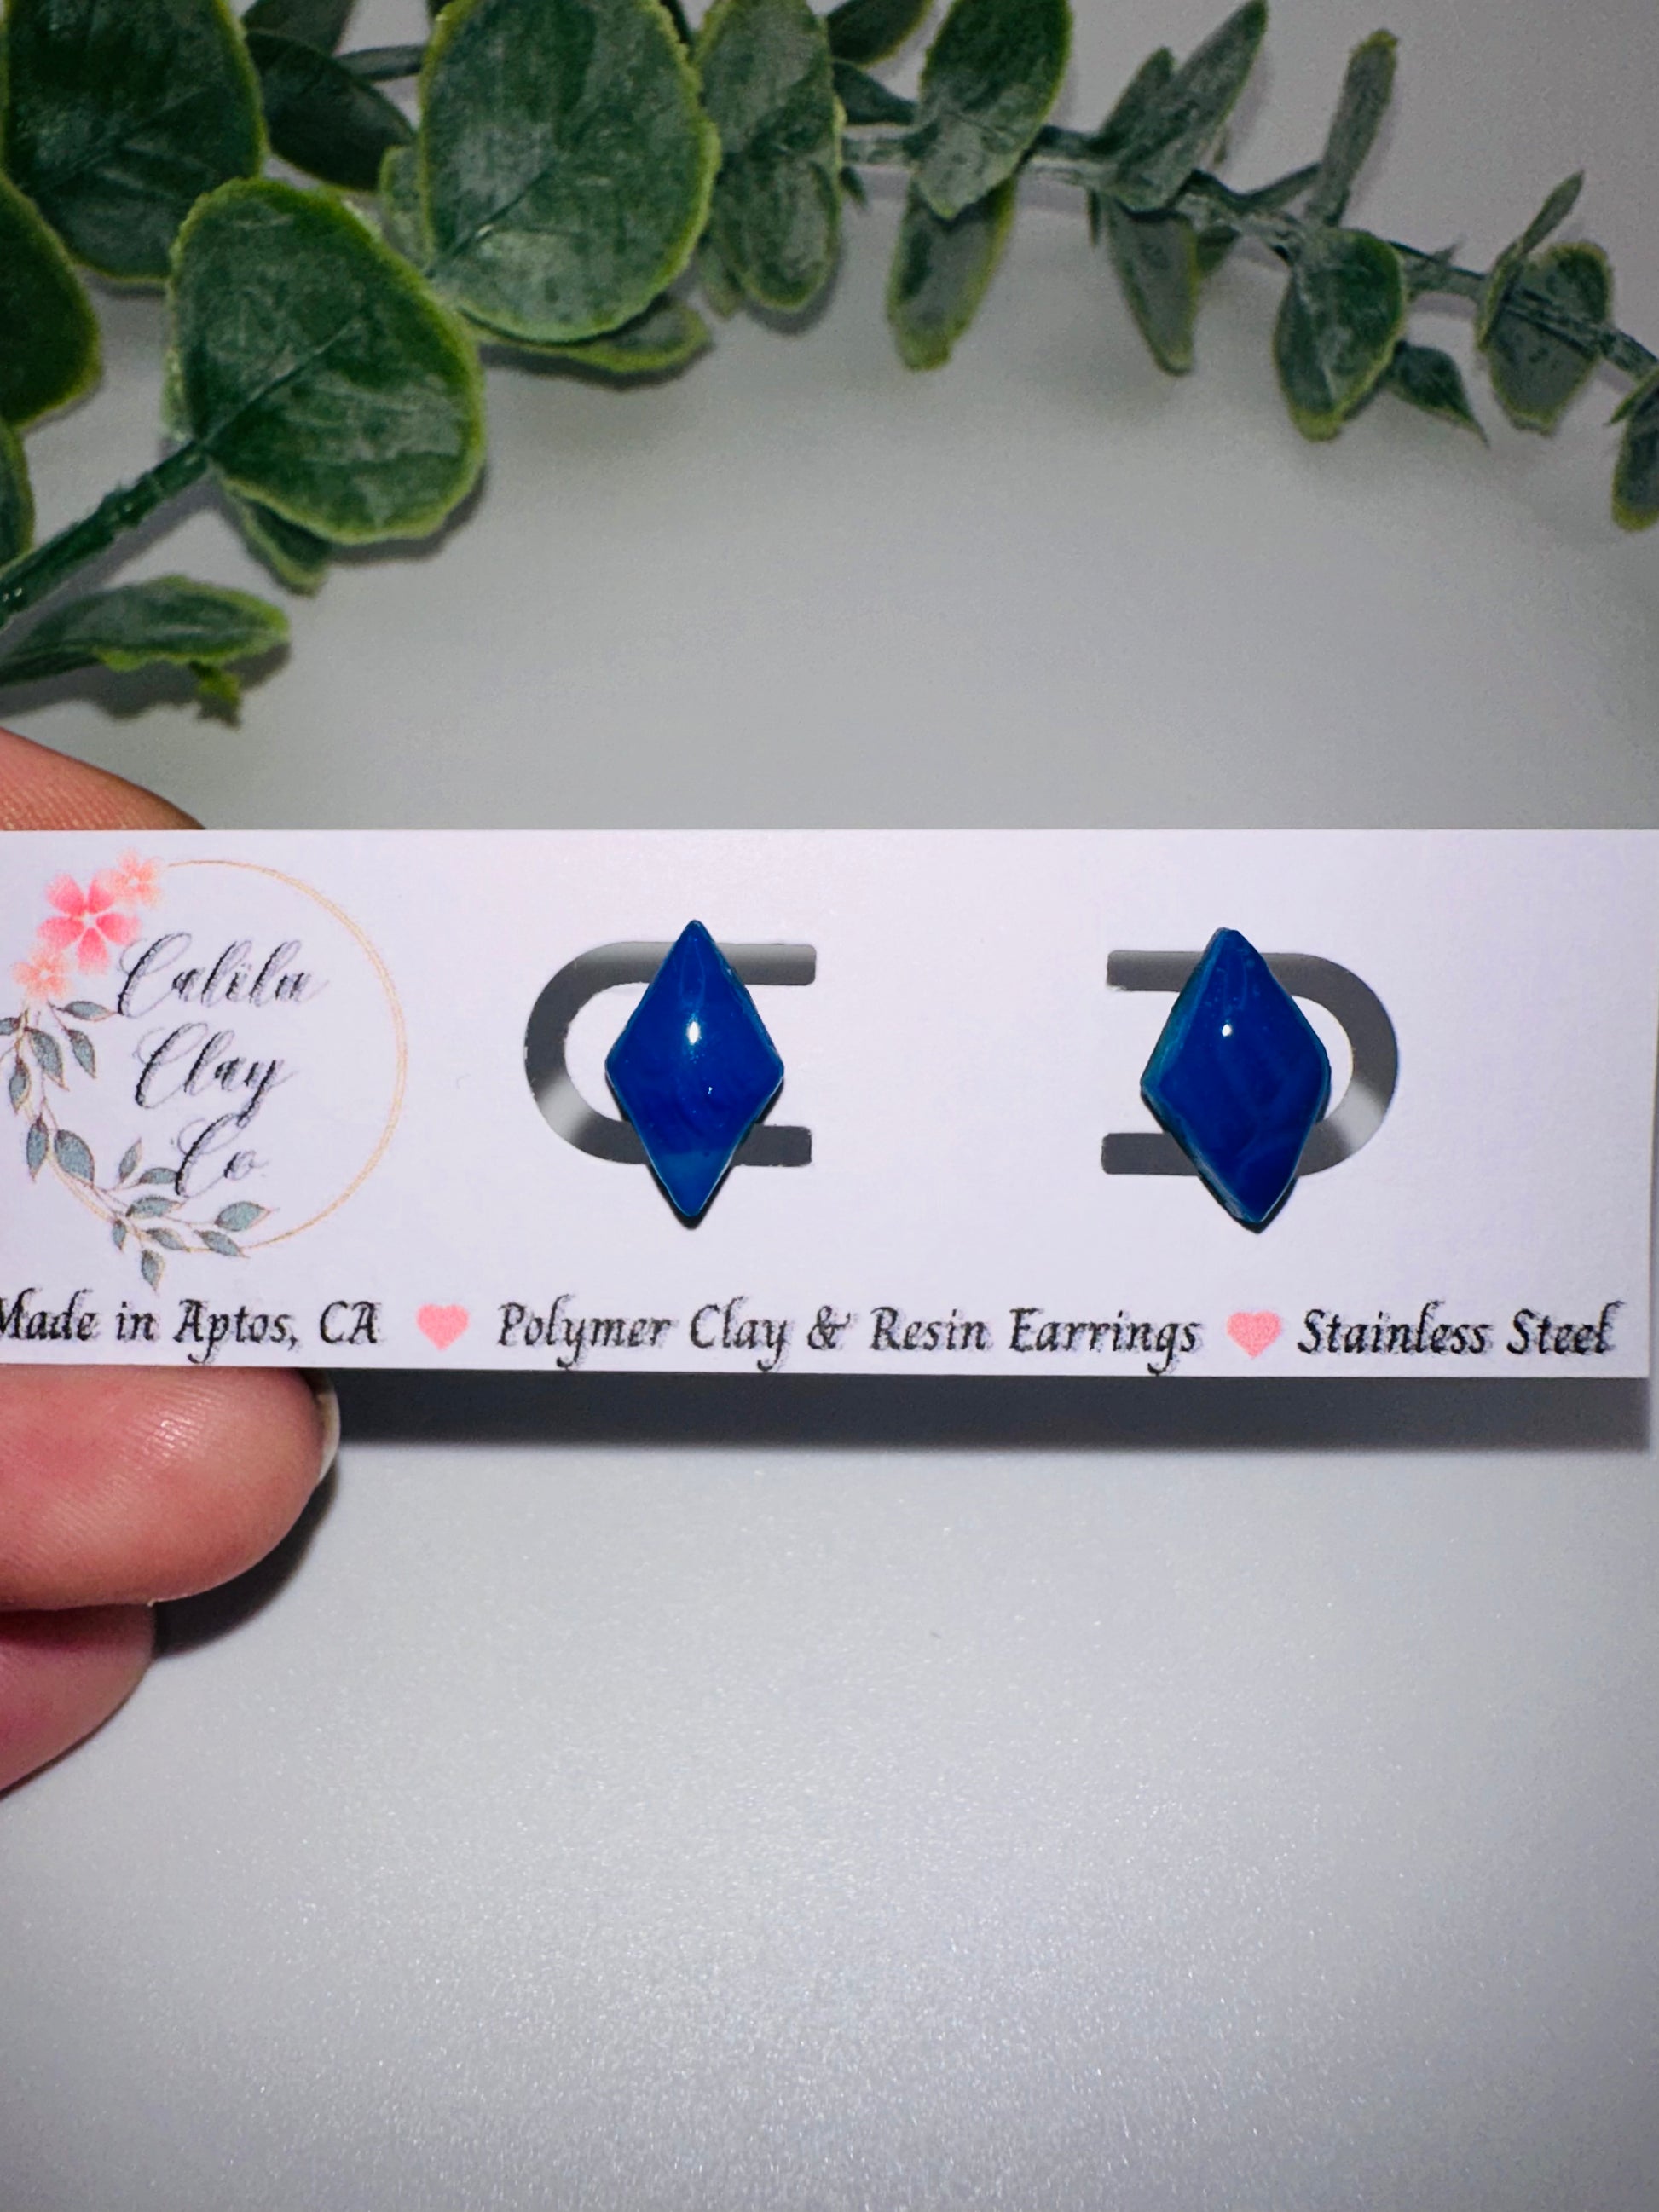 Calila
Clay
Co.
Made in Aptos, CA ♥ Polymer Clay & Resin Earrings ♥ Stainless Steel